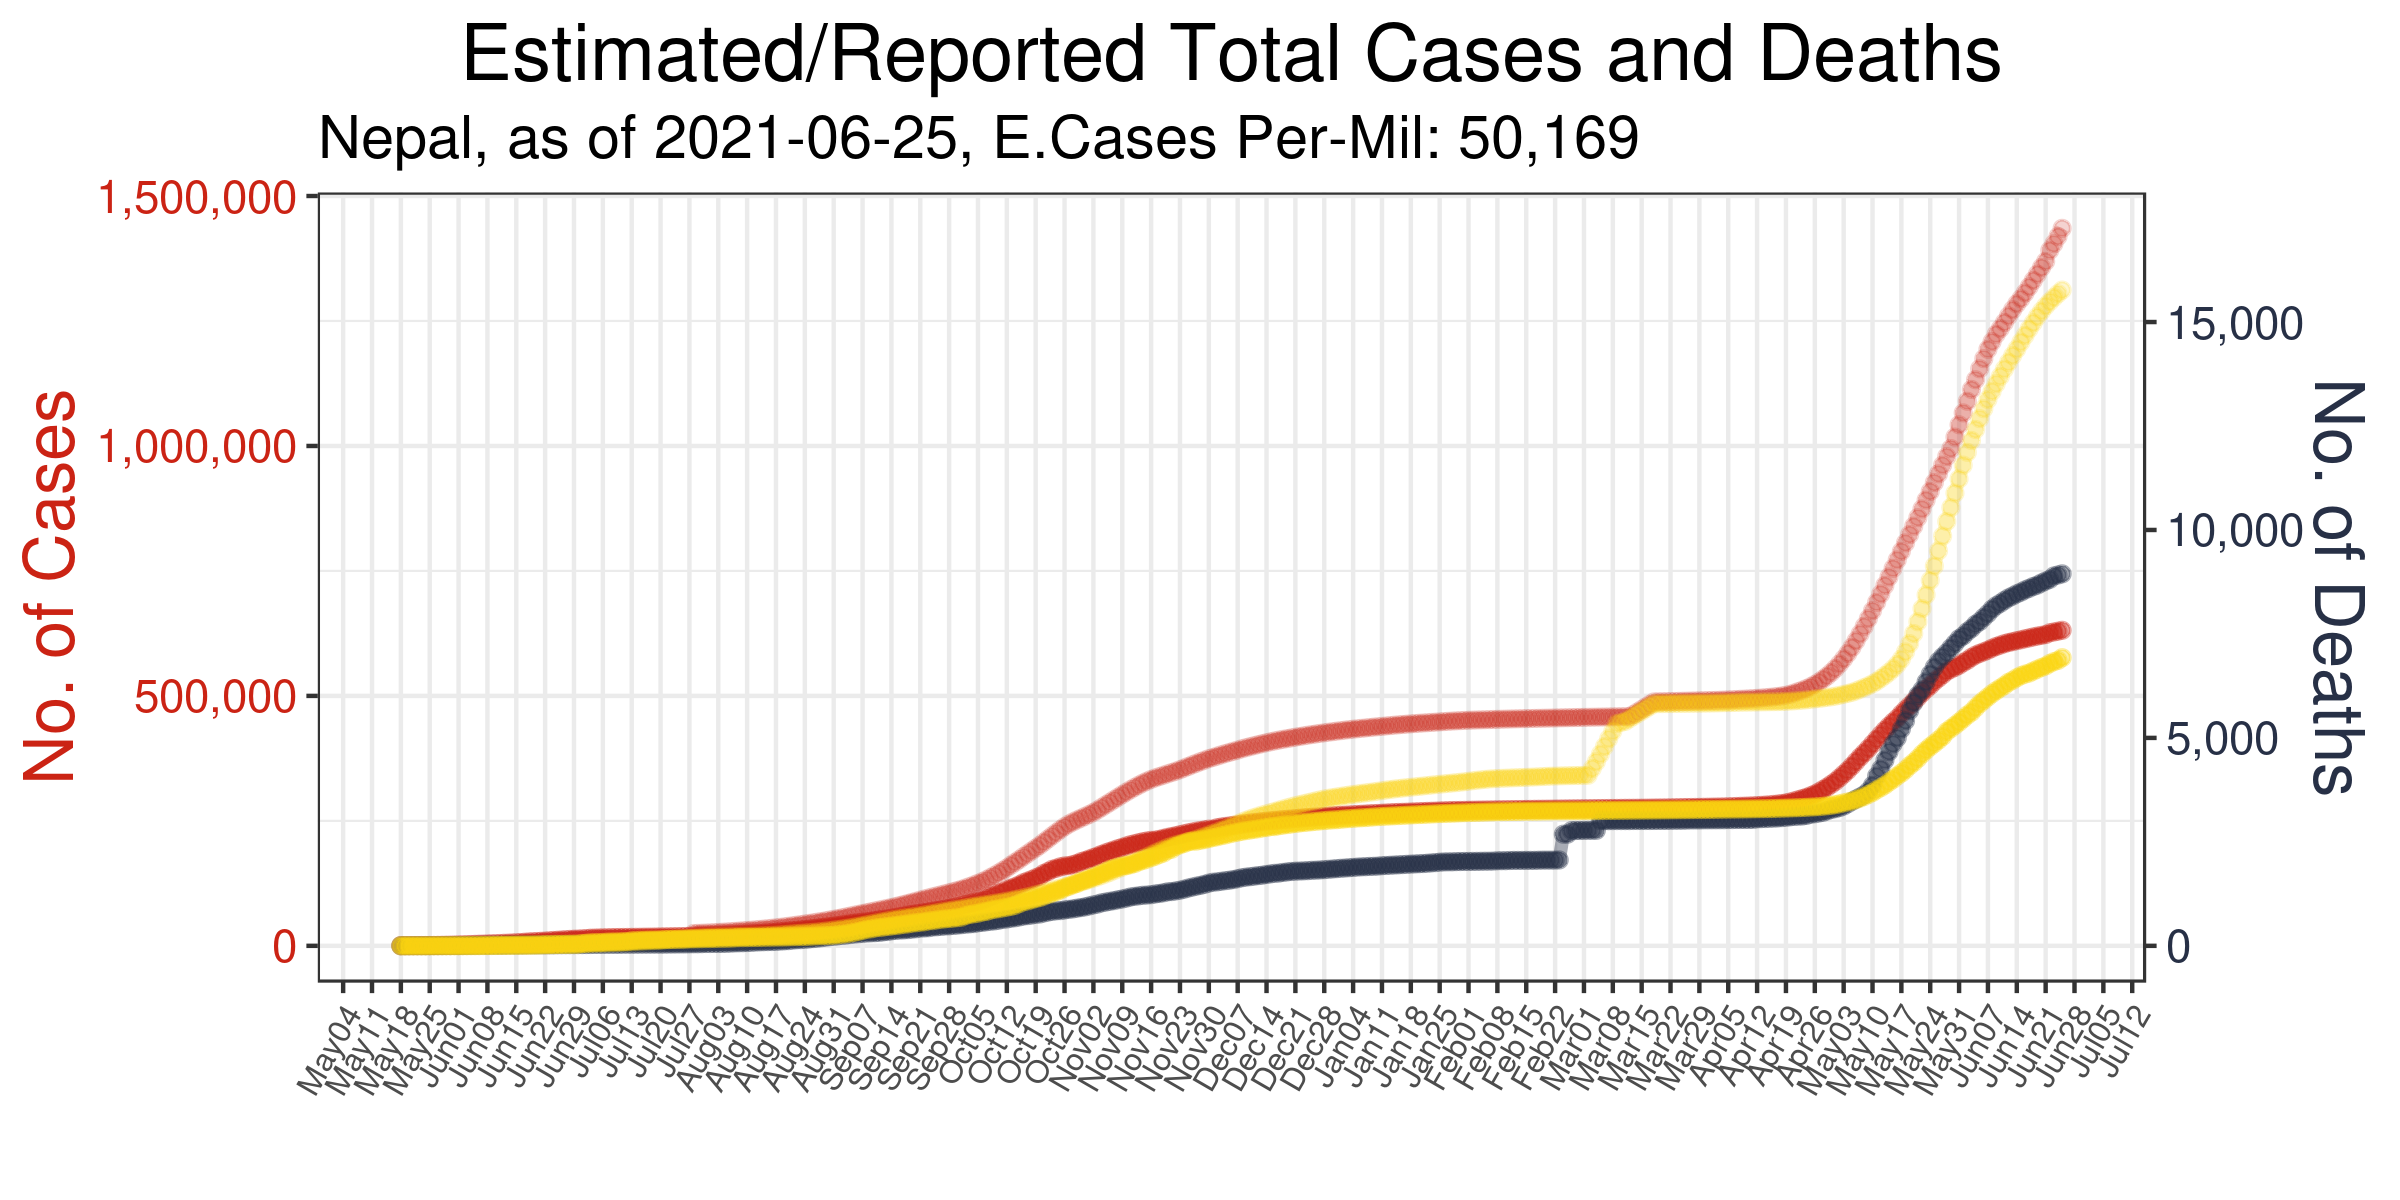 Estimated/Reported Total Cases and Deaths
Nepal, as of 2021-06-25, E.Cases Per-Mil: 50,169
No. of Cases
1,500,000
1,000,000
500,000
0
15,000
10,000
5,000
0
No. of Deaths
May04
May11
May18
May25
Jun01
Jun08
Jun15
Jun22
Jun29
Jul06
Jul13
Jul20
Jul27
Aug03
Aug10
Aug17
Aug24
Aug31
Sep07
Sep14
Sep21
Sep28
Oct05
Oct12
Oct19
Oct26
Nov02
Nov09
Nov16
Nov23
Nov30
Dec07
Dec14
Dec21
Dec28
Jan04
Jan11
Jan18
Jan25
Feb01
Feb08
Feb15
Feb22
Mar01
Mar08
Mar15
Mar22
Mar29
Apr05
Apr12
Apr19
Apr26
May03
May10
May17
May24
May31
Jun07
Jun14
Jun21
Jun28
Jul05
Jul12